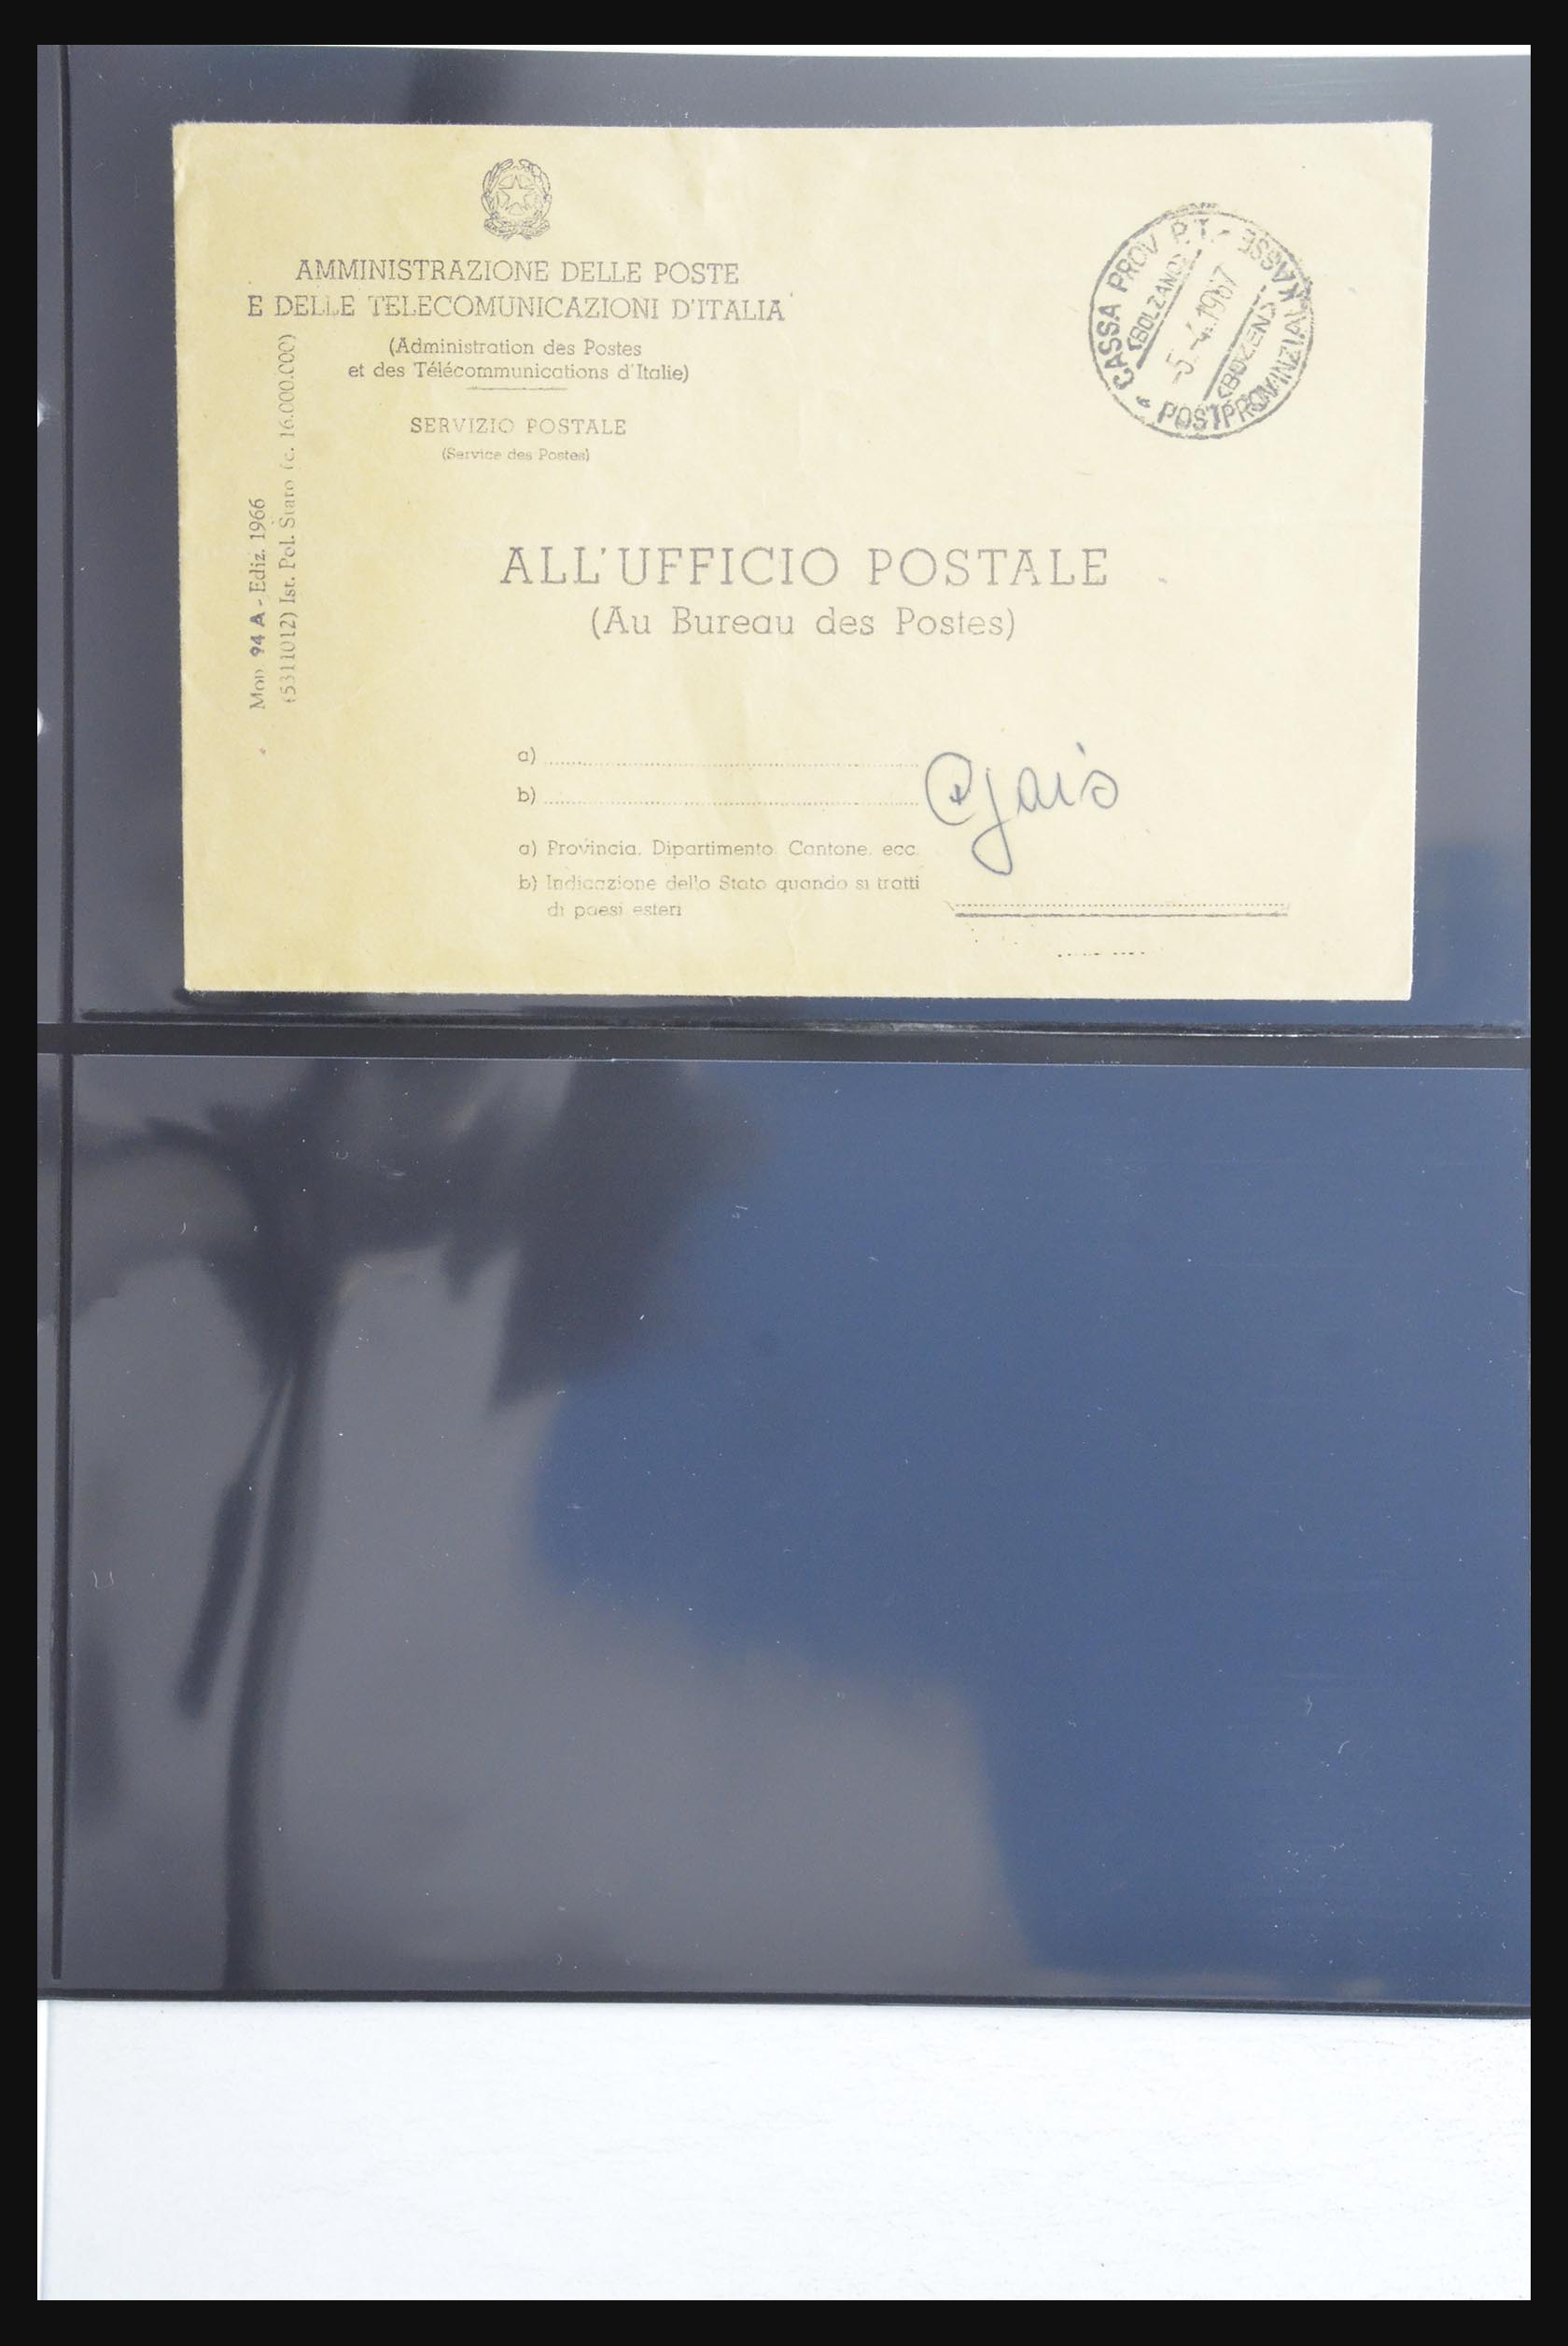 AMMINISTRAZIONE DELLE POSTE
E DELLE TELECOMUNICAZIONI D'ITALIA
(Administration des Postes
et des Télécommunications d'Italie)
SERVIZIO POSTALE
(Service des Postes)
CASSA PROV P.T. - POSTPROVINZIALKASSE
(BOLZANO)
-5.-4.1967
(BOZEN)
Mod. 94 A - Ediz. 1966
(5311012) Ist. Pol. Stato (c. 16.000.000)
ALL'UFFICIO POSTALE
(Au Bureau des Postes)
a)
b)
Gais
a) Provincia. Dipartimento. Cantone. ecc.
b) Indicazione dello Stato quando si tratti
di paesi esteri